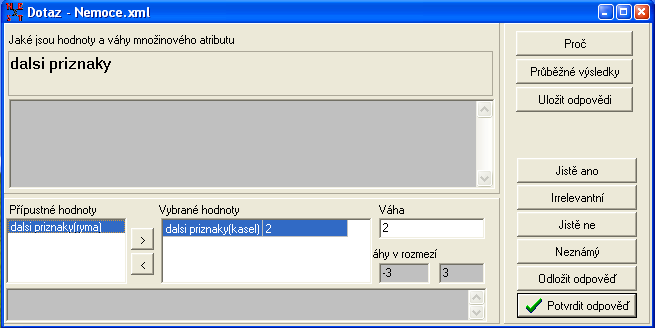 Dotaz - Nemoce.xml
Jaké jsou hodnoty a váhy množinového atributu
dalsi priznaky
Proč
Průběžné výsledky
Uložit odpovědi
Jistě ano
Irrelevantní
Jistě ne
Neznámý
Odložit odpověď
Potvrdit odpověď
Přípustné hodnoty
dalsi priznaky(ryma)
>
<
Vybrané hodnoty
dalsi priznaky(kasel) 2
Váha
2
áhy v rozmezí
-3 3